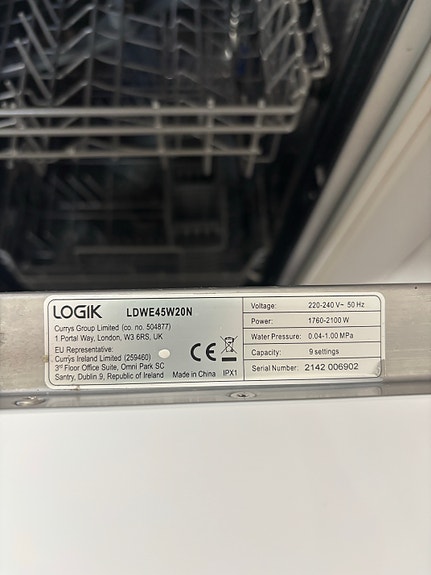 LOGIK LDWE45W20N
Currys Group Limited (co. no. 504877)
1 Portal Way, London, W3 6RS, UK
EU Representative:
Currys Ireland Limited (259460)
3rd Floor Office Suite, Omni Park SC
Santry, Dublin 9, Republic of Ireland
CE
Made in China IPX1
Voltage: 220-240 V~ 50 Hz
Power: 1760-2100 W
Water Pressure: 0.04-1.00 MPa
Capacity: 9 settings
Serial Number: 2142 006902